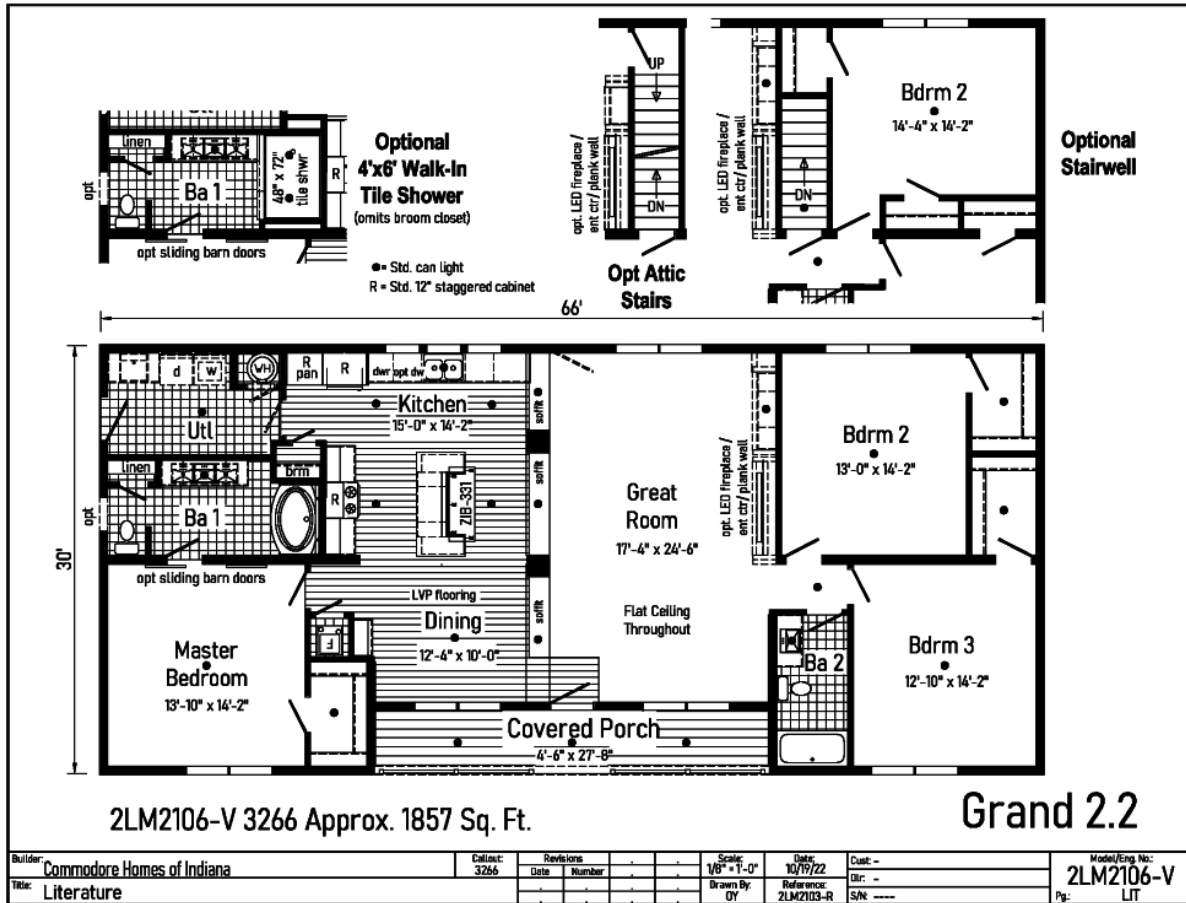 Utl
linen
Ba 1
48" x 72"
tile shwr
R
opt
opt sliding barn doors
Optional
4'x6' Walk-In
Tile Shower
(omits broom closet)
●= Std. can light
R = Std. 12" staggered cabinet
UP
DN
opt. LED fireplace /
ent ctr/ plank wall
Opt Attic
Stairs
opt. LED fireplace /
ent ctr/ plank wall
DN
Bdrm 2
14'-4" x 14'-2"
Optional
Stairwell
66'
30'
d
w
WH
R
pan
R
dwr
opt dw
Kitchen
15'-0" x 14'-2"
Utl
soffit
linen
brm
Ba 1
R
opt
ZIB-331
soffit
opt sliding barn doors
Great
Room
17'-4" x 24'-6"
Flat Ceiling
Throughout
opt. LED fireplace /
ent ctr/ plank wall
Bdrm 2
13'-0" x 14'-2"
LVP flooring
Dining
12'-4" x 10'-0"
soffit
F
Master
Bedroom
13'-10" x 14'-2"
Ba 2
Bdrm 3
12'-10" x 14'-2"
Covered Porch
4'-6" x 27'-8"
2LM2106-V 3266 Approx. 1857 Sq. Ft.
Grand 2.2
Builder: Commodore Homes of Indiana
Title: Literature
Callout:
3266
Revisions
Date Number
Scale:
1/8" = 1'-0"
Drawn By:
OY
Date:
10/19/22
Reference:
2LM2103-R
Cust: -
Dlr: -
S/N: ----
Model/Eng. No.:
2LM2106-V
Pg.: LIT